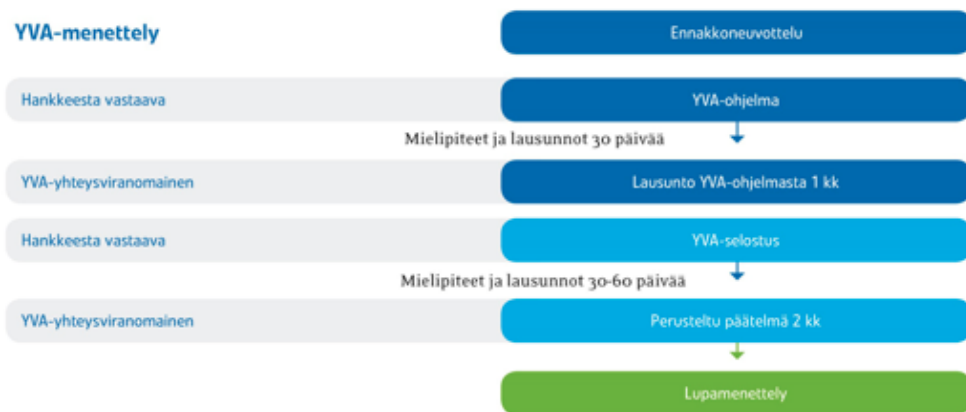 YVA-menettely
Ennakkoneuvottelu
Hankkeesta vastaava
YVA-ohjelma
Mielipiteet ja lausunnot 30 päivää
YVA-yhteysviranomainen
Lausunto YVA-ohjelmasta 1 kk
Hankkeesta vastaava
YVA-selostus
Mielipiteet ja lausunnot 30-60 päivää
YVA-yhteysviranomainen
Perusteltu päätelmä 2 kk
Lupamenettely